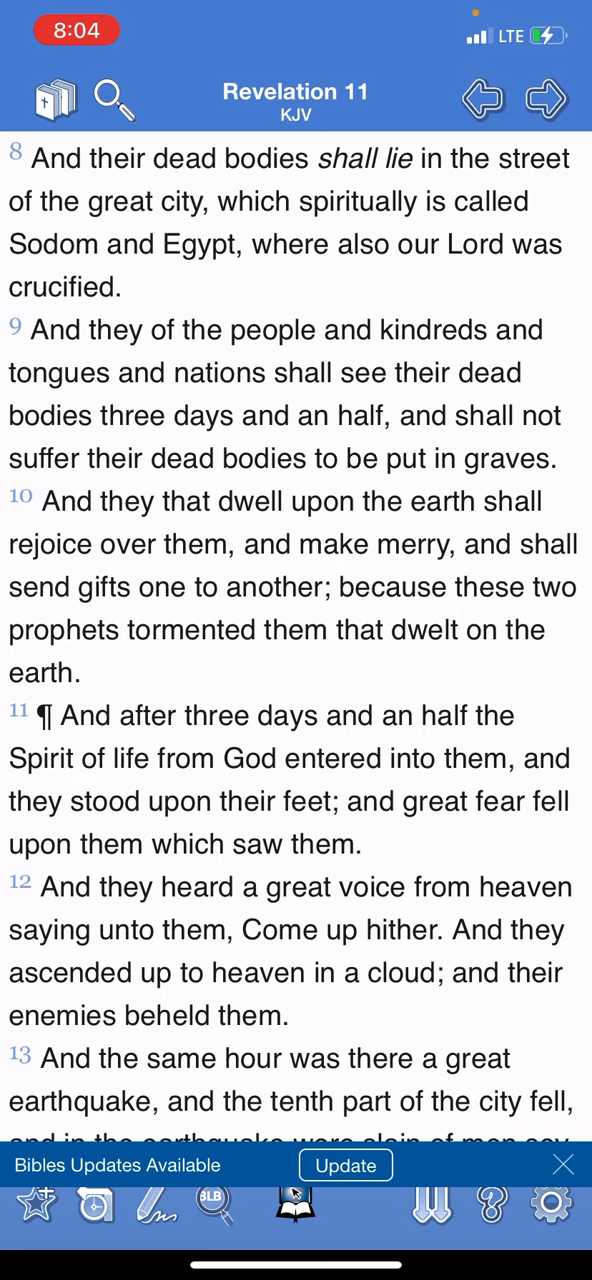 8:04
LTE
Revelation 11
KJV
8 And their dead bodies shall lie in the street
of the great city, which spiritually is called
Sodom and Egypt, where also our Lord was
crucified.
9 And they of the people and kindreds and
tongues and nations shall see their dead
bodies three days and an half, and shall not
suffer their dead bodies to be put in graves.
10 And they that dwell upon the earth shall
rejoice over them, and make merry, and shall
send gifts one to another; because these two
prophets tormented them that dwelt on the
earth.
11 ¶ And after three days and an half the
Spirit of life from God entered into them, and
they stood upon their feet; and great fear fell
upon them which saw them.
12 And they heard a great voice from heaven
saying unto them, Come up hither. And they
ascended up to heaven in a cloud; and their
enemies beheld them.
13 And the same hour was there a great
earthquake, and the tenth part of the city fell,
and in the earthquake were slain of men
Bibles Updates Available
Update
BLB